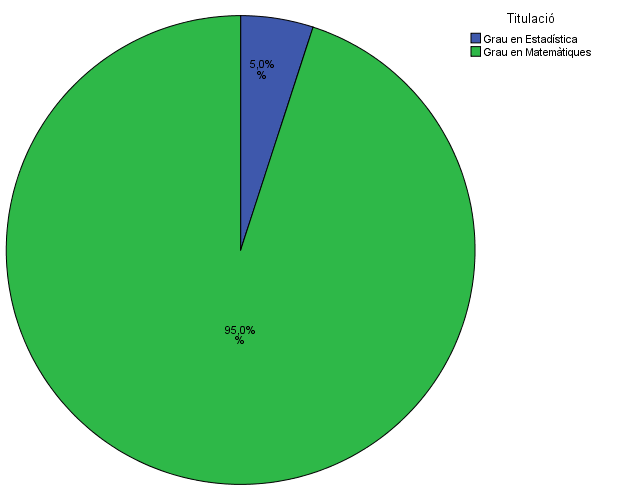 Titulació
Grau en Estadística
Grau en Matemàtiques
5,0%
%
95,0%
%